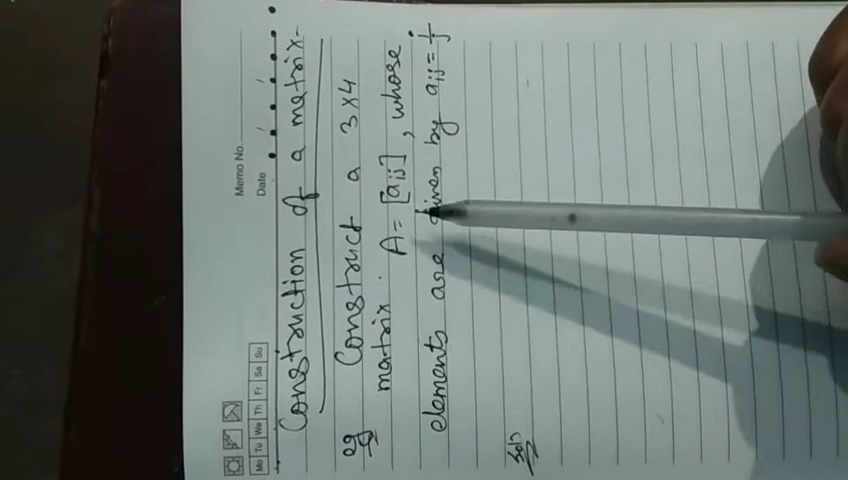 Memo No.
Date / /
Mo Tu We Th Fr Sa Su
Construction of a matrix-
eg Construct a 3×4
matrix A = [aij], whose
elements are given by aij = i/j
Soln